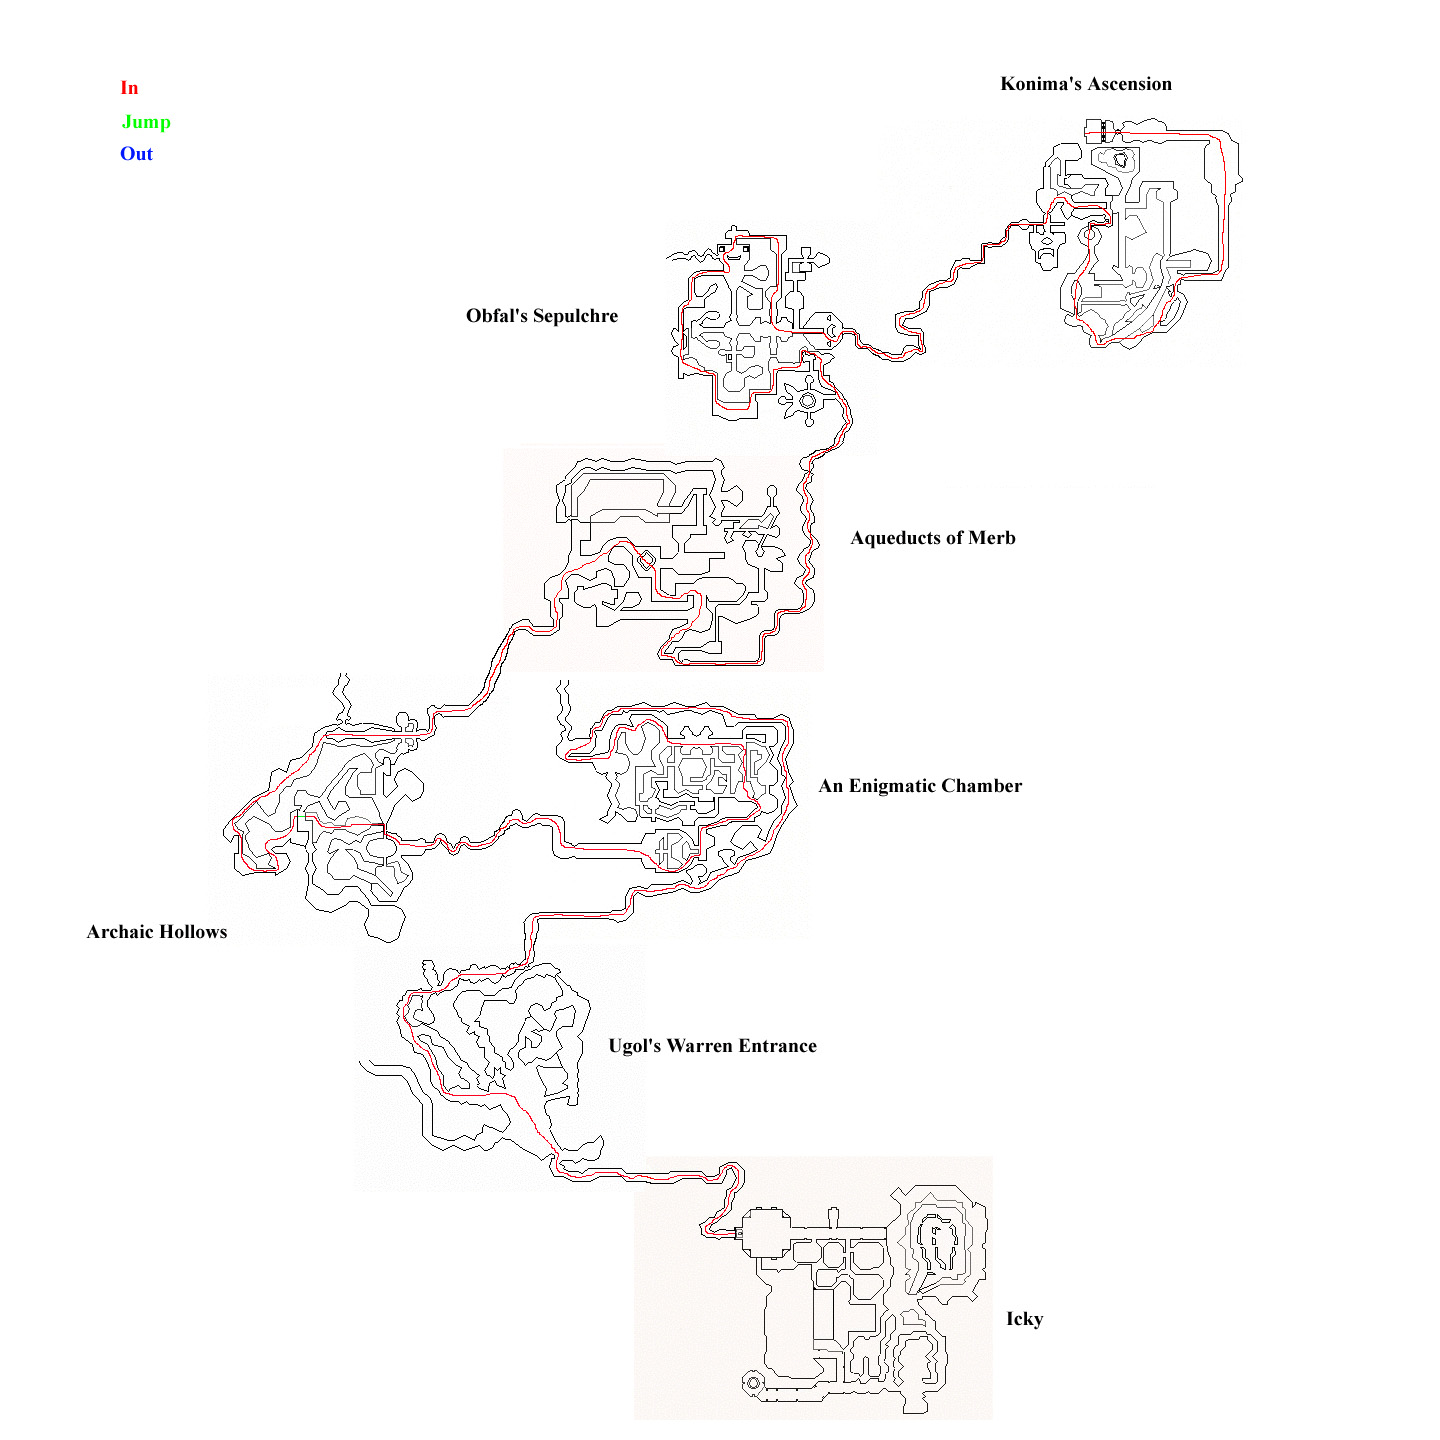 Konima's Ascension
In
Jump
Out
Obfal's Sepulchre
Aqueducts of Merb
An Enigmatic Chamber
Archaic Hollows
Ugol's Warren Entrance
Icky